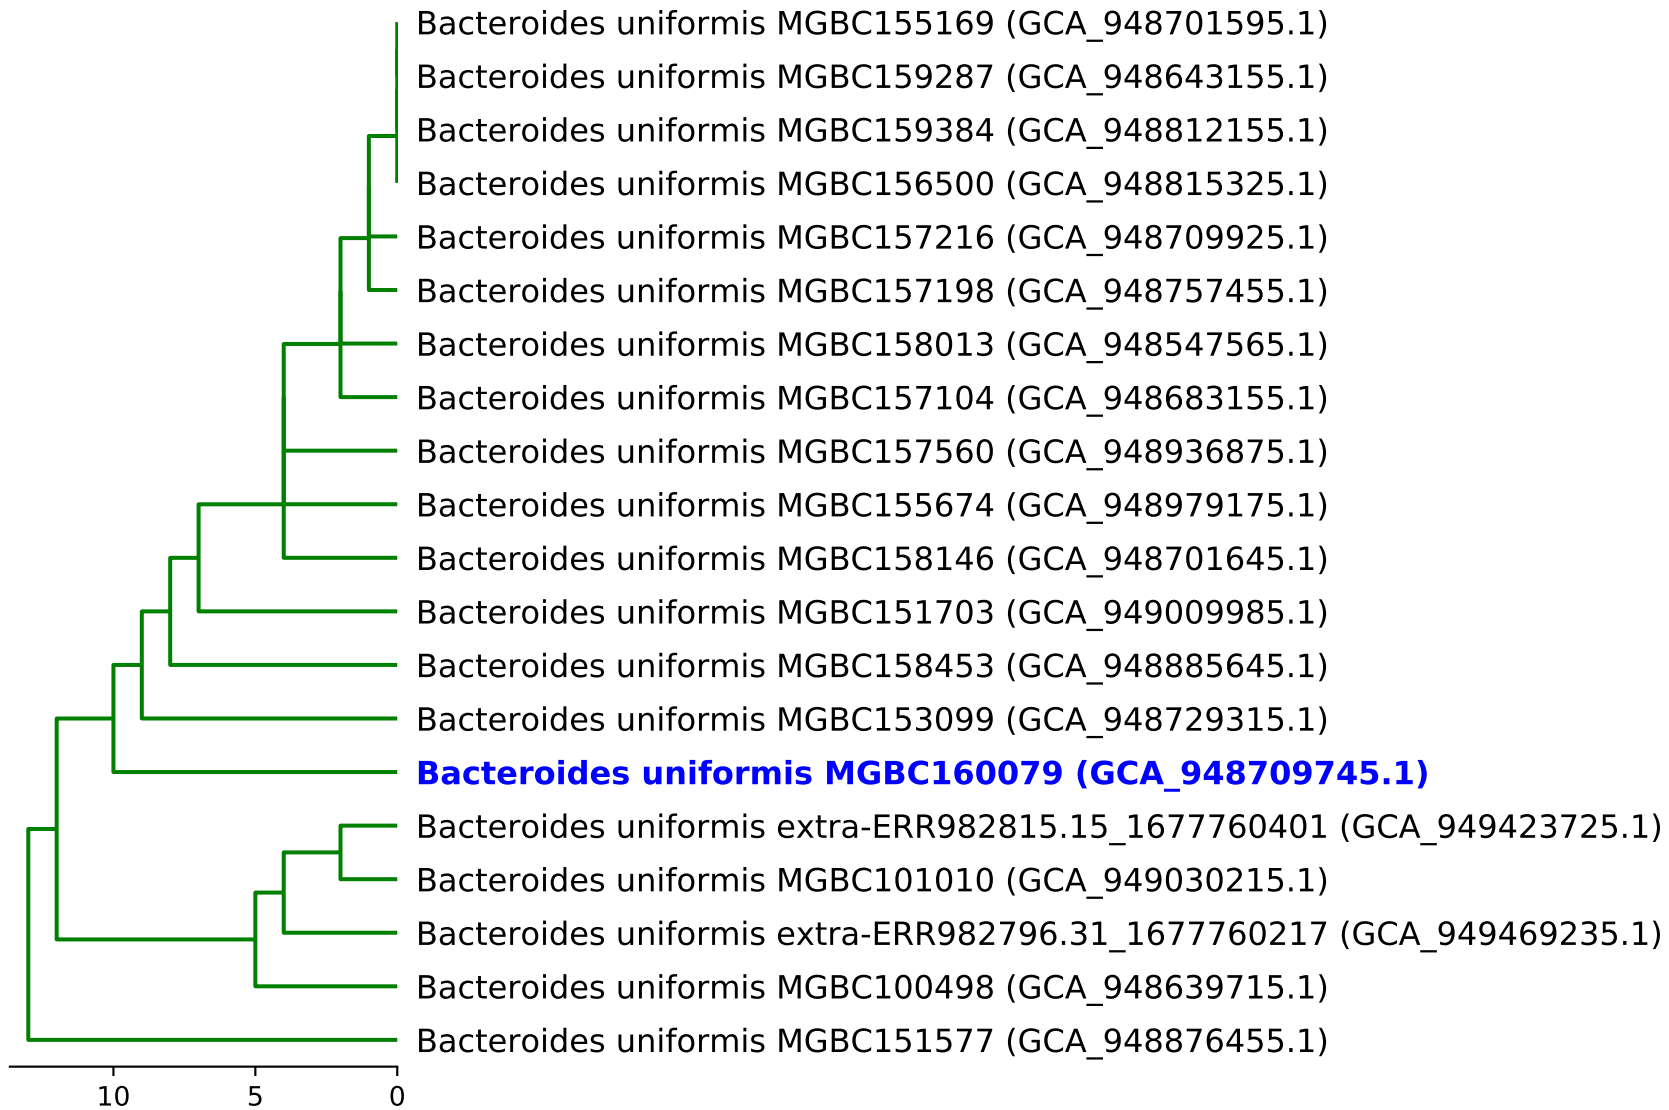 Bacteroides uniformis MGBC155169 (GCA_948701595.1)
Bacteroides uniformis MGBC159287 (GCA_948643155.1)
Bacteroides uniformis MGBC159384 (GCA_948812155.1)
Bacteroides uniformis MGBC156500 (GCA_948815325.1)
Bacteroides uniformis MGBC157216 (GCA_948709925.1)
Bacteroides uniformis MGBC157198 (GCA_948757455.1)
Bacteroides uniformis MGBC158013 (GCA_948547565.1)
Bacteroides uniformis MGBC157104 (GCA_948683155.1)
Bacteroides uniformis MGBC157560 (GCA_948936875.1)
Bacteroides uniformis MGBC155674 (GCA_948979175.1)
Bacteroides uniformis MGBC158146 (GCA_948701645.1)
Bacteroides uniformis MGBC151703 (GCA_949009985.1)
Bacteroides uniformis MGBC158453 (GCA_948885645.1)
Bacteroides uniformis MGBC153099 (GCA_948729315.1)
Bacteroides uniformis MGBC160079 (GCA_948709745.1)
Bacteroides uniformis extra-ERR982815.15_1677760401 (GCA_949423725.1)
Bacteroides uniformis MGBC101010 (GCA_949030215.1)
Bacteroides uniformis extra-ERR982796.31_1677760217 (GCA_949469235.1)
Bacteroides uniformis MGBC100498 (GCA_948639715.1)
Bacteroides uniformis MGBC151577 (GCA_948876455.1)
10 5 0